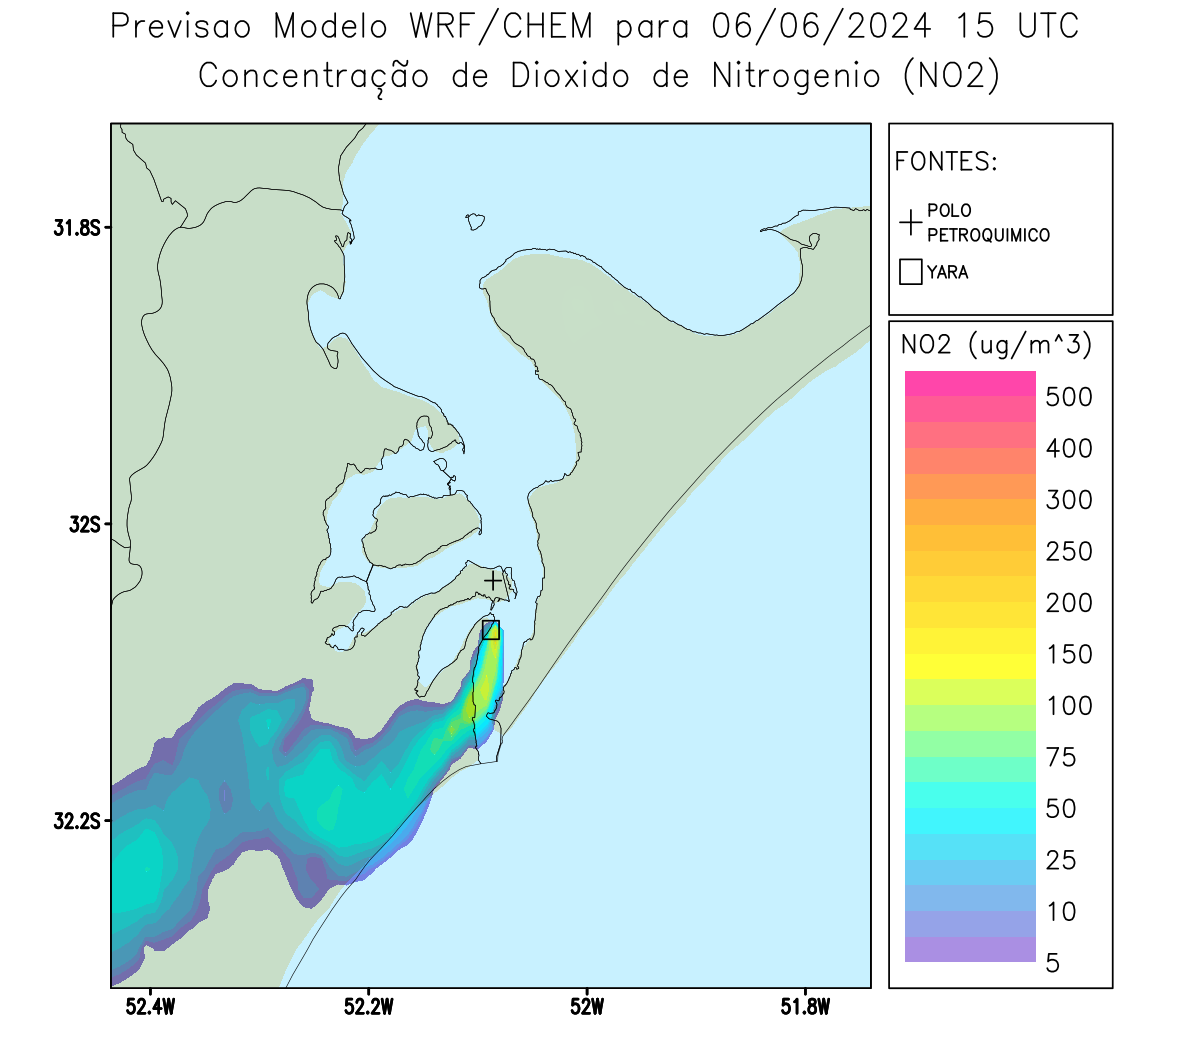 Previsao Modelo WRF/CHEM para 06/06/2024 15 UTC
Concentração de Dioxido de Nitrogenio (NO2)
FONTES:
POLO
PETROQUIMICO
YARA
NO2 (ug/m^3)
500
400
300
250
200
150
100
75
50
25
10
5
31.8S
32S
32.2S
52.4W
52.2W
52W
51.8W